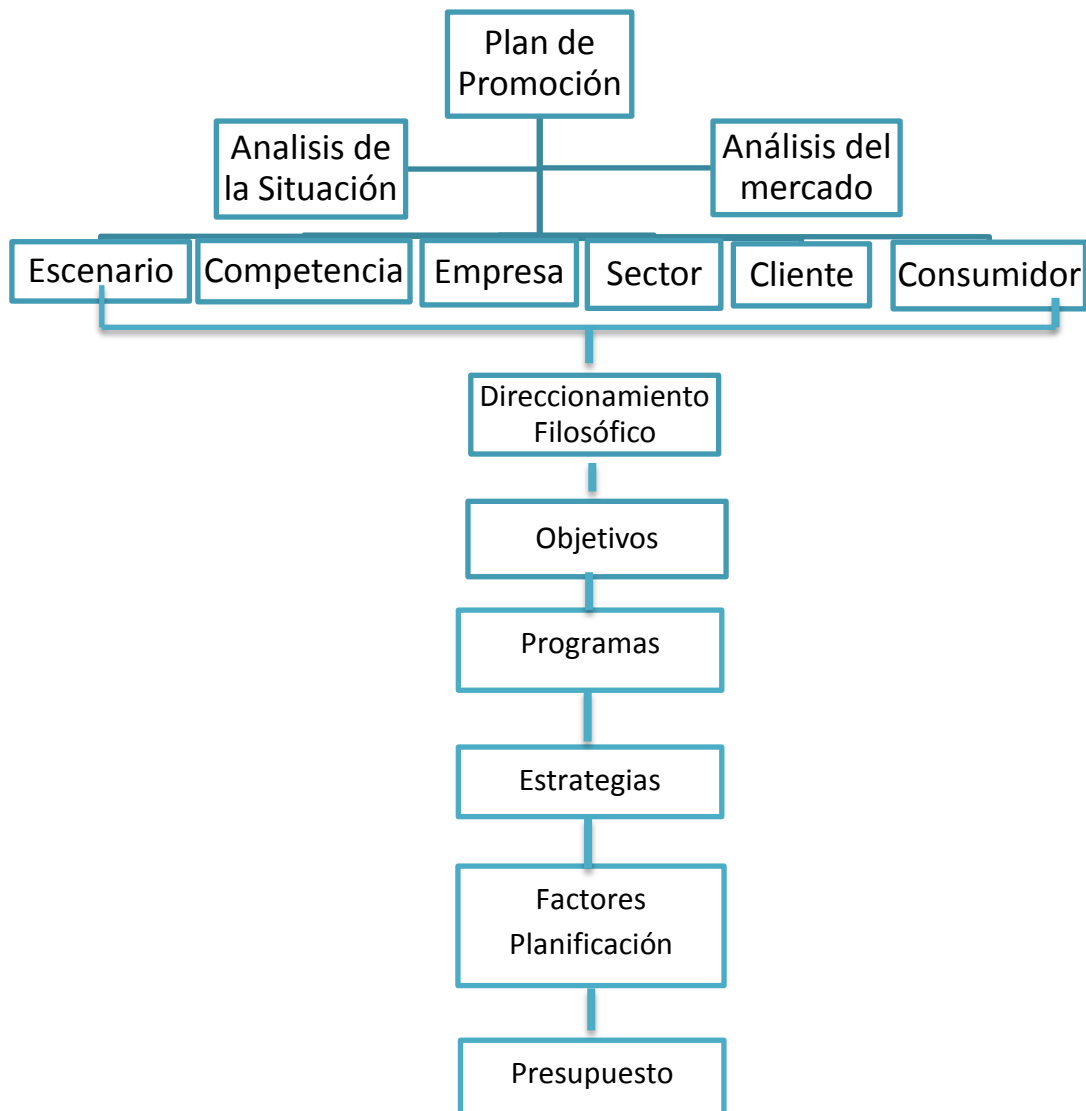 Plan de
Promoción
Analisis de
la Situación
Análisis del
mercado
Escenario
Competencia
Empresa
Sector
Cliente
Consumidor
Direccionamiento
Filosófico
Objetivos
Programas
Estrategias
Factores
Planificación
Presupuesto